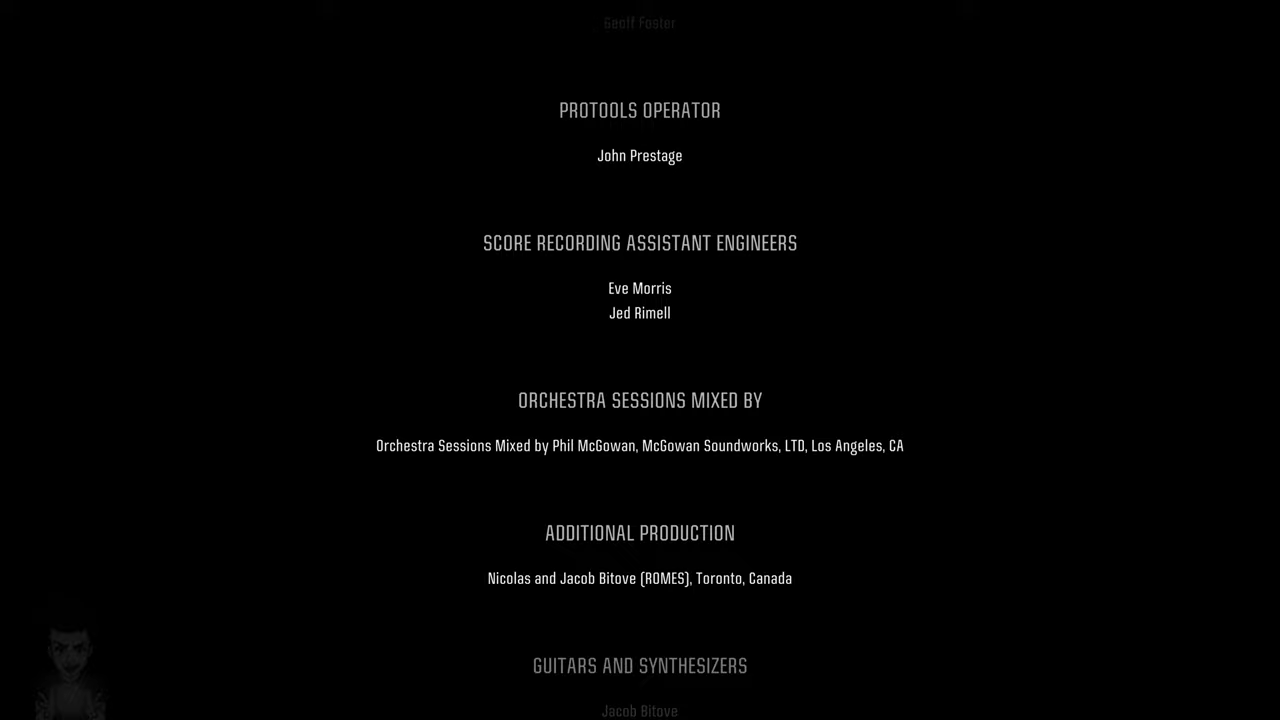 Geoff Foster
PROTOOLS OPERATOR
John Prestage
SCORE RECORDING ASSISTANT ENGINEERS
Eve Morris
Jed Rimell
ORCHESTRA SESSIONS MIXED BY
Orchestra Sessions Mixed by Phil McGowan, McGowan Soundworks, LTD, Los Angeles, CA
ADDITIONAL PRODUCTION
Nicolas and Jacob Bitove (ROMES), Toronto, Canada
GUITARS AND SYNTHESIZERS
Jacob Bitove